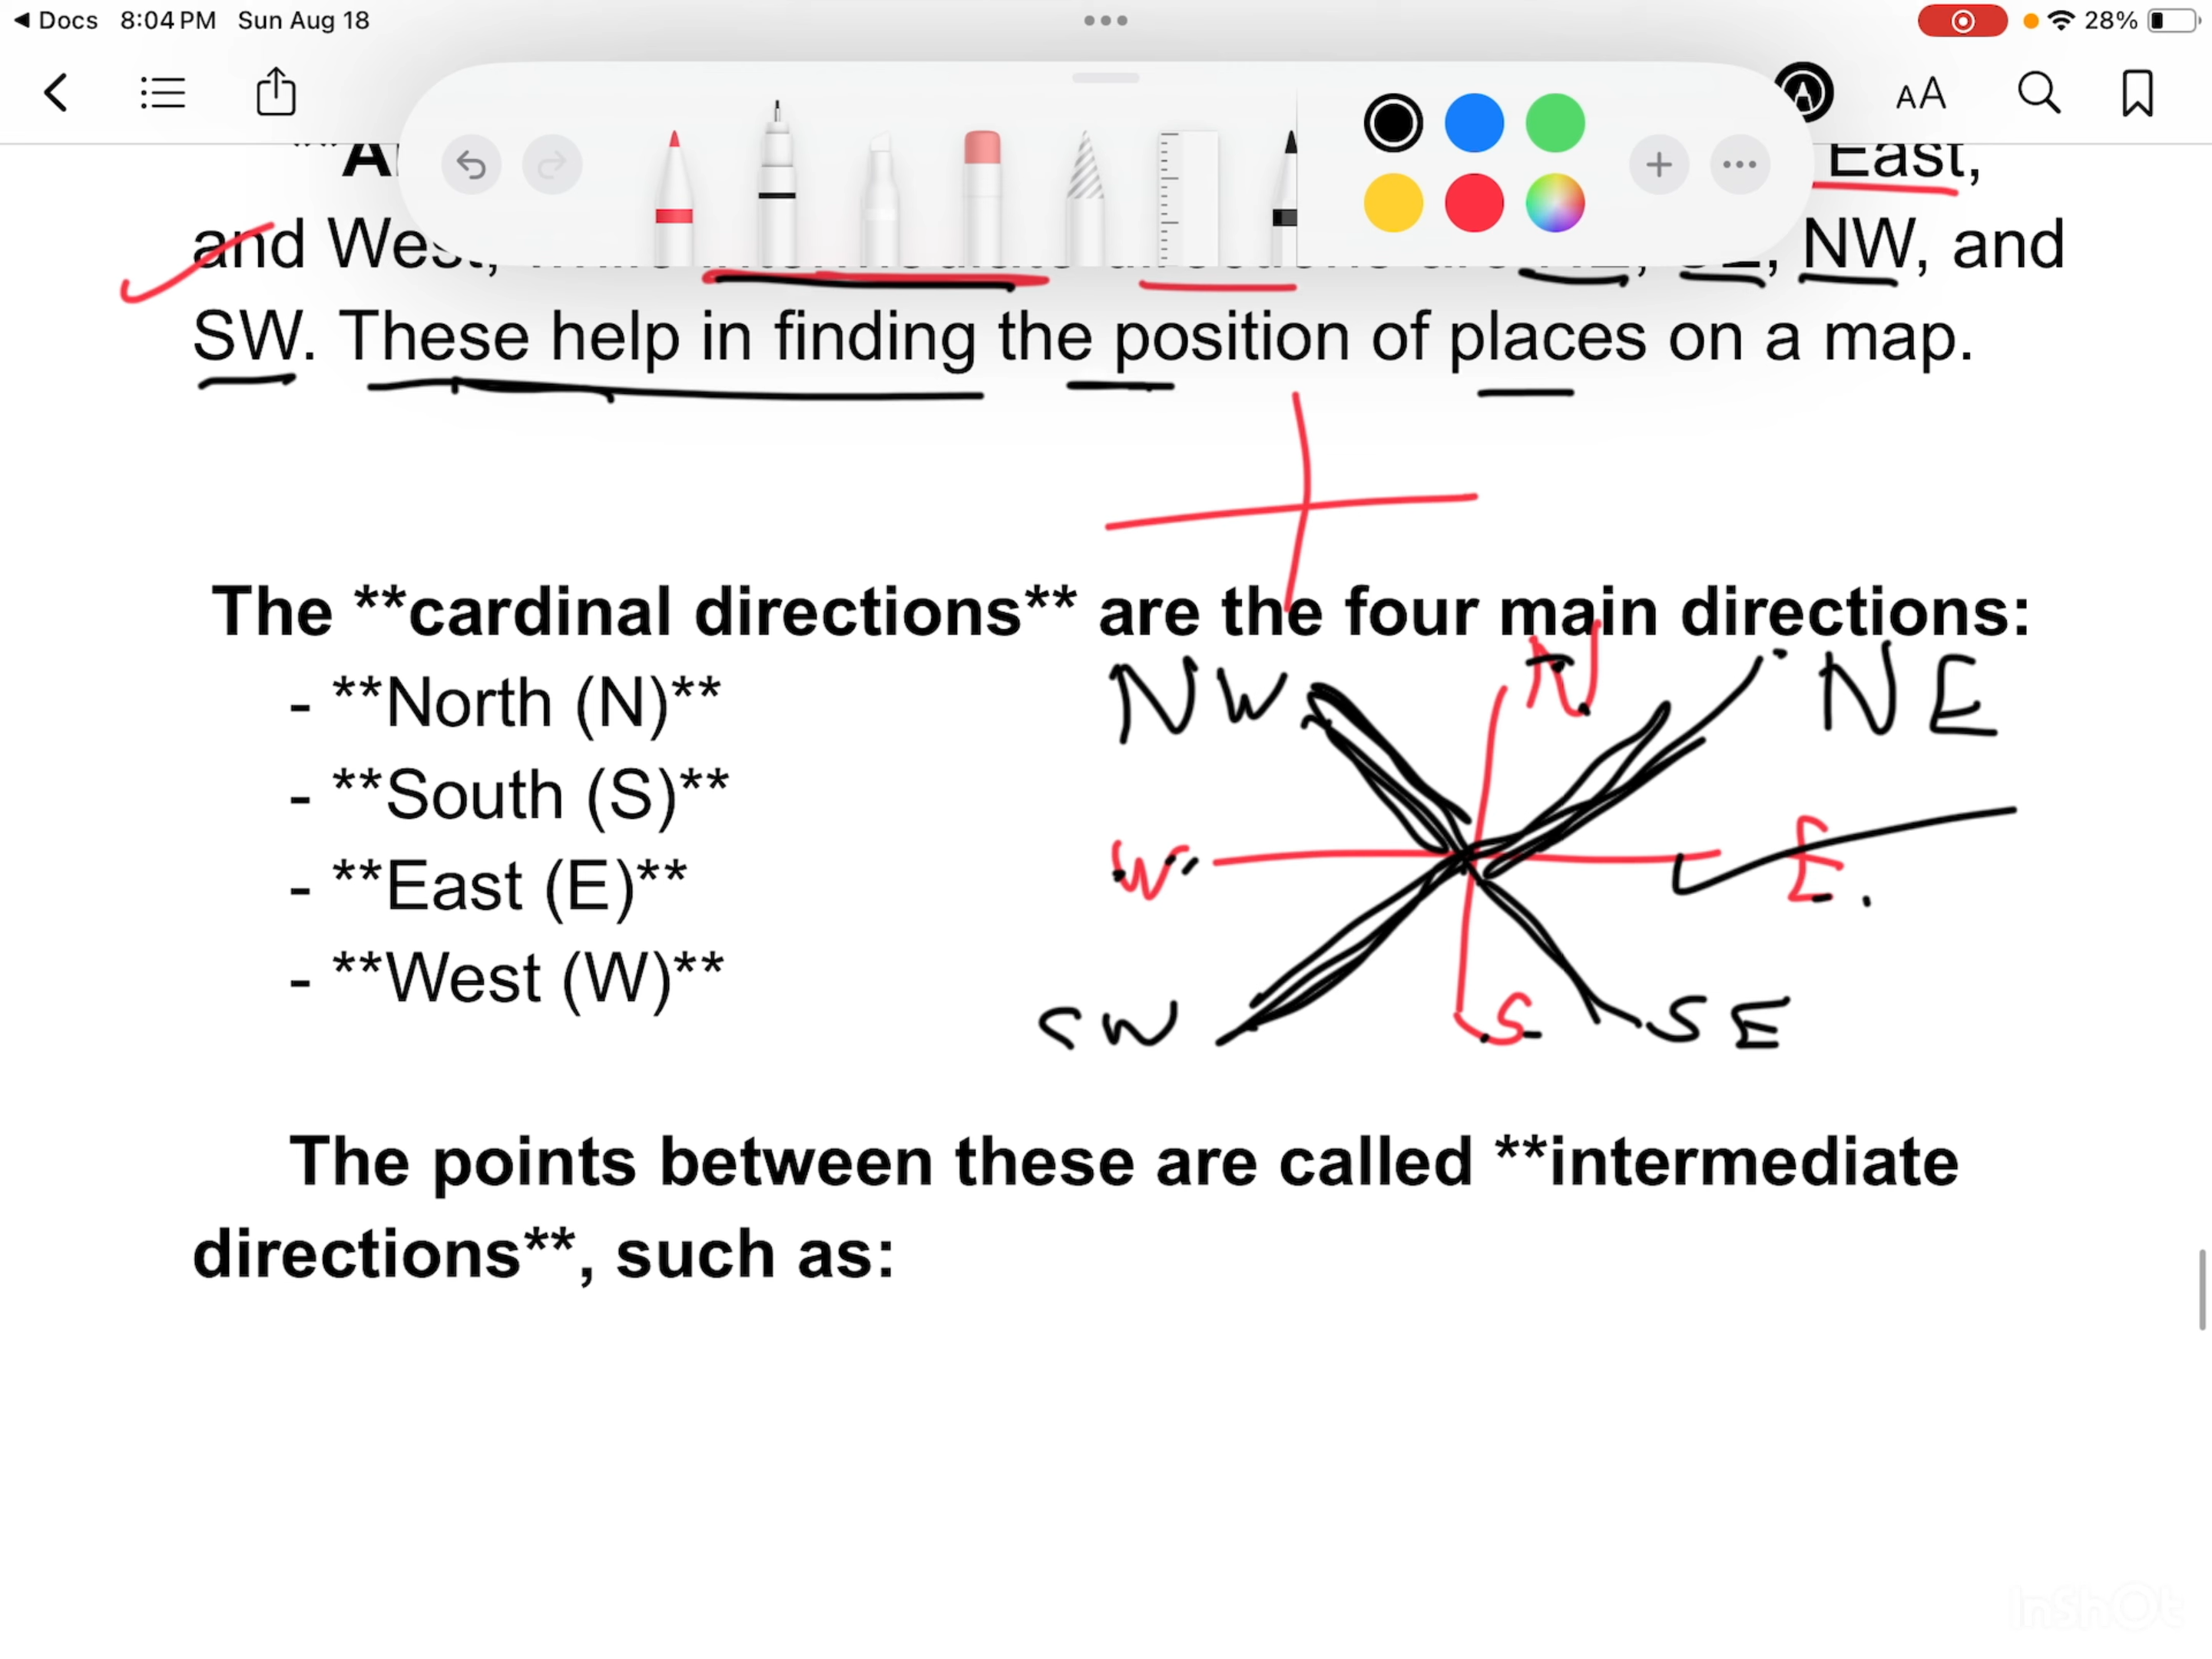 Docs 8:04 PM Sun Aug 18 28%
AA
East,
and West, NW, and
SW. These help in finding the position of places on a map.
The **cardinal directions** are the four main directions:
- **North (N)**
- **South (S)**
- **East (E)**
- **West (W)**
NW N NE
W E
SW S SE
The points between these are called **intermediate
directions**, such as:
InShOt